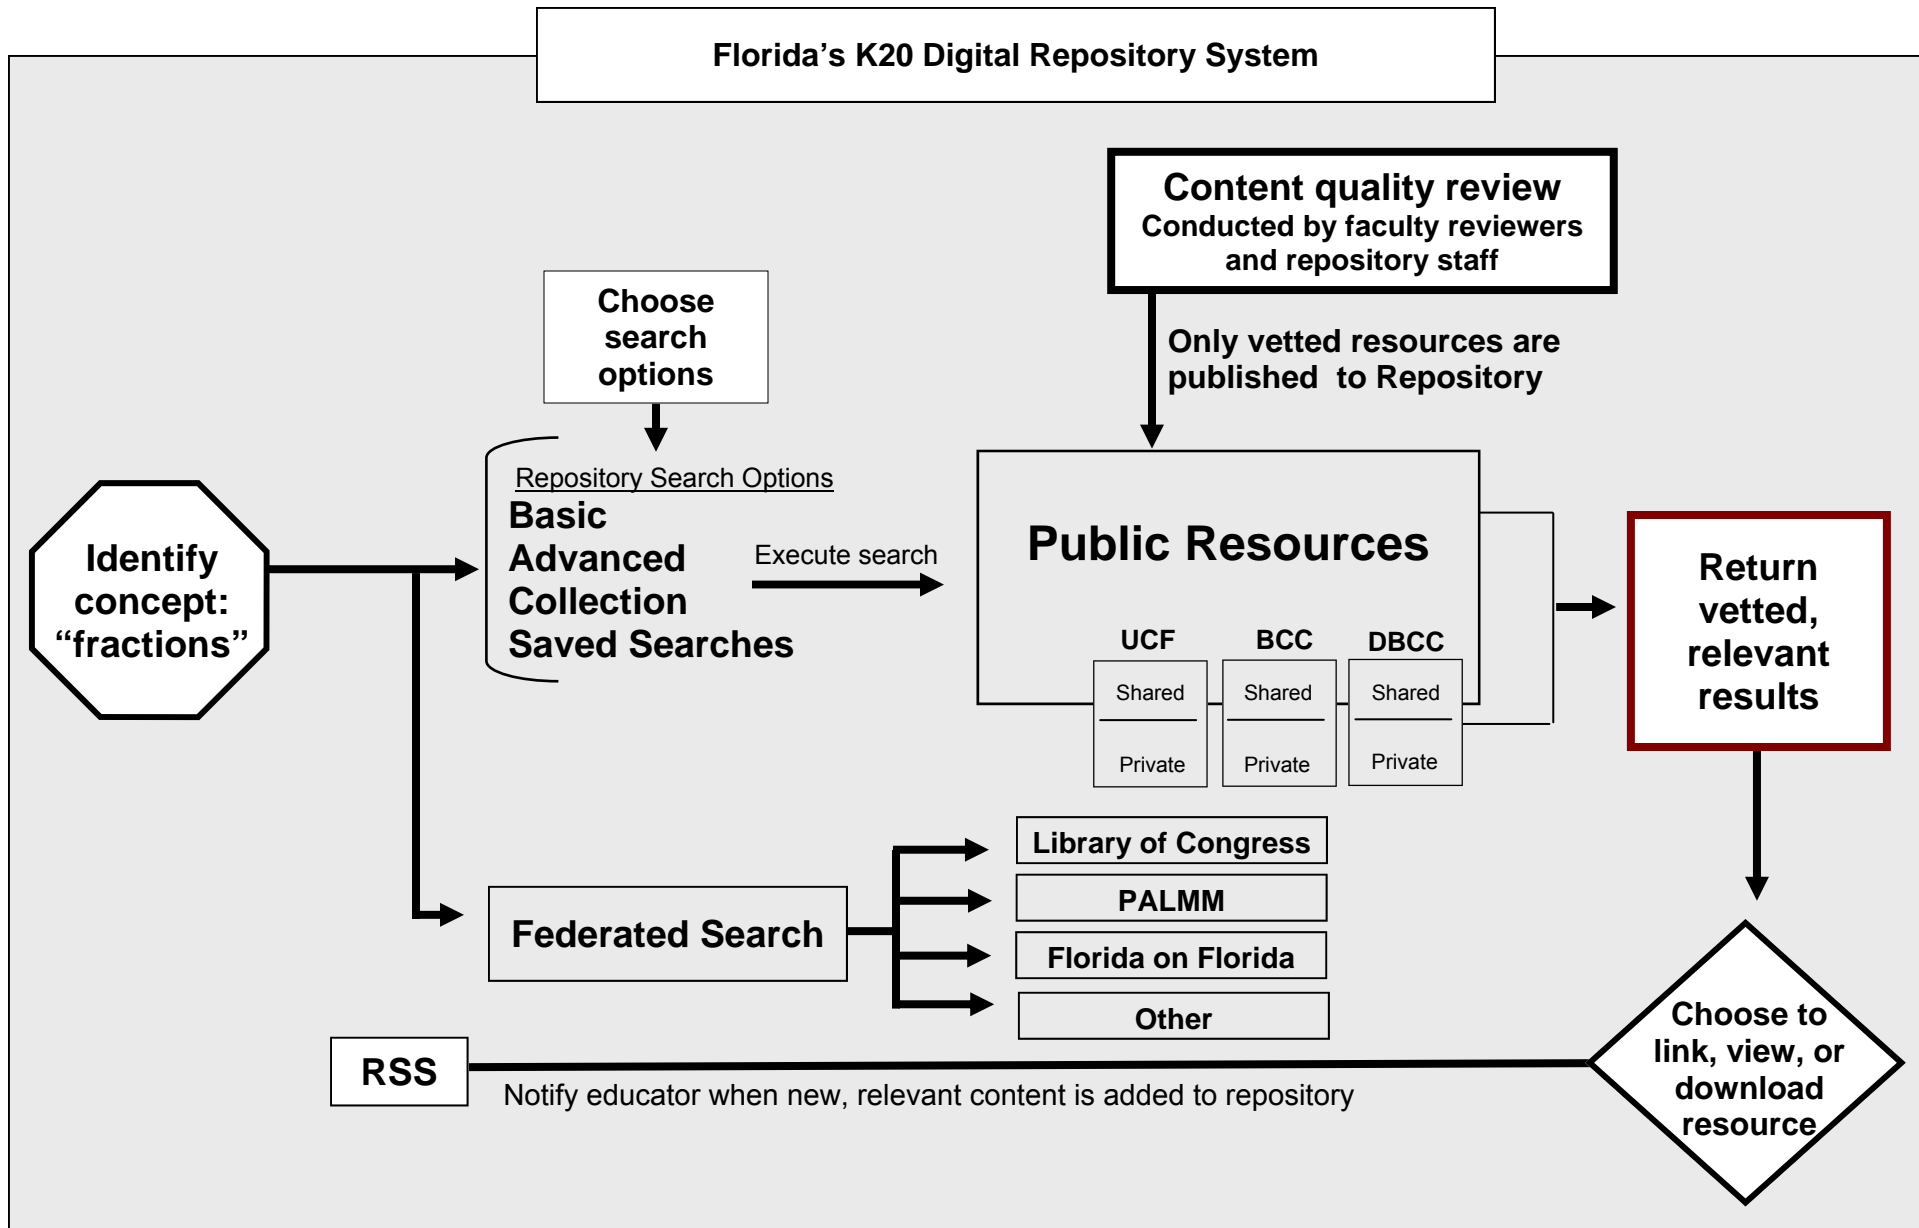 Florida’s K20 Digital Repository System
Content quality review
Conducted by faculty reviewers
and repository staff
Choose
search
options
Only vetted resources are
published to Repository
Repository Search Options
Basic
Advanced
Collection
Saved Searches
Identify
concept:
“fractions”
Execute search
Public Resources
UCF BCC DBCC
Shared Shared Shared
Private Private Private
Return
vetted,
relevant
results
Library of Congress
PALMM
Florida on Florida
Other
Federated Search
Choose to
link, view, or
download
resource
RSS
Notify educator when new, relevant content is added to repository